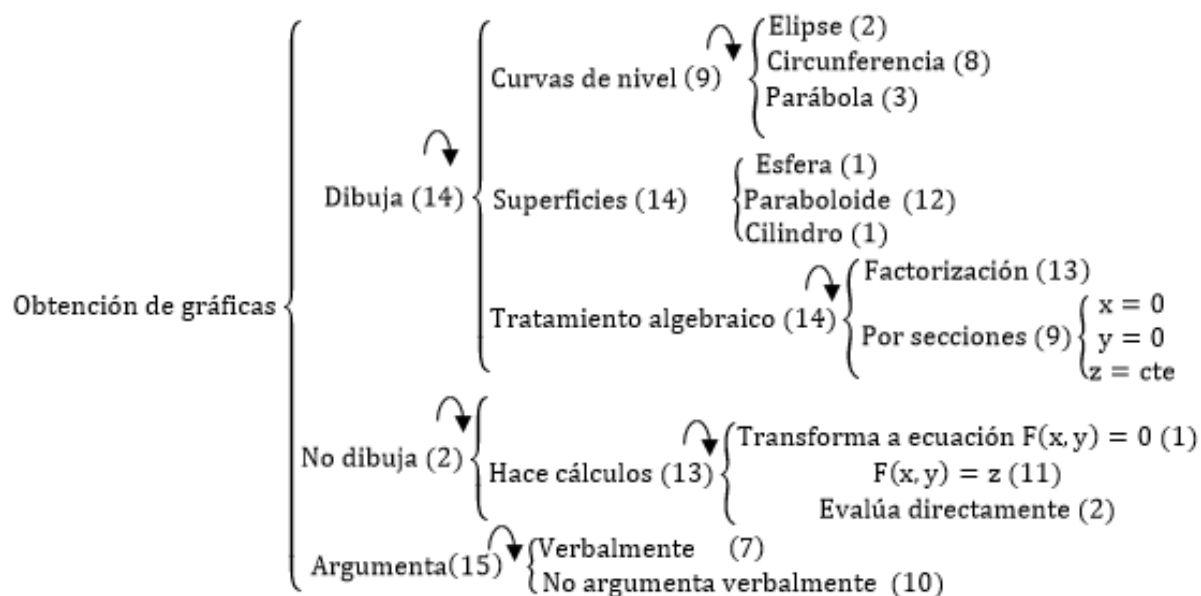 Obtención de gráficas
Dibuja (14)
Curvas de nivel (9)
Elipse (2)
Circunferencia (8)
Parábola (3)
Superficies (14)
Esfera (1)
Paraboloide (12)
Cilindro (1)
Tratamiento algebraico (14)
Factorización (13)
Por secciones (9)
x = 0
y = 0
z = cte
No dibuja (2)
Hace cálculos (13)
Transforma a ecuación F(x, y) = 0 (1)
F(x, y) = z (11)
Evalúa directamente (2)
Argumenta(15)
Verbalmente (7)
No argumenta verbalmente (10)